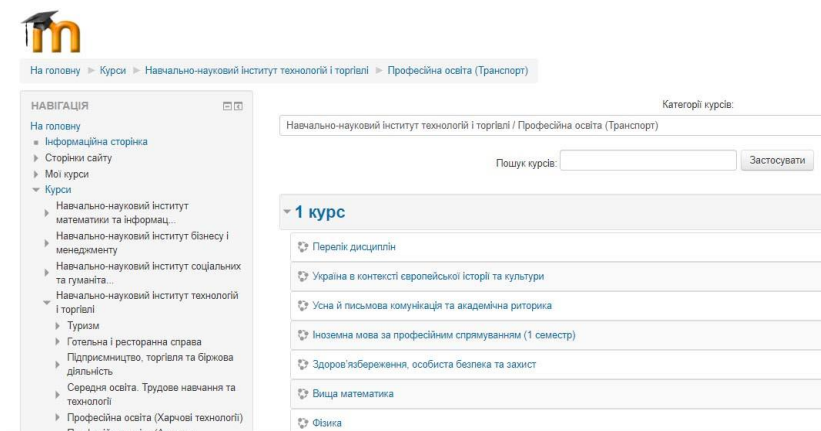 m
На головну ► Курси ► Навчально-науковий інститут технологій і торгівлі ► Професійна освіта (Транспорт)
НАВІГАЦІЯ
На головну
Інформаційна сторінка
Сторінки сайту
Мої курси
Курси
Навчально-науковий інститут
математики та інформац...
Навчально-науковий інститут бізнесу і
менеджменту
Навчально-науковий інститут соціальних
та гуманіта...
Навчально-науковий інститут технологій
і торгівлі
Туризм
Готельна і ресторанна справа
Підприємництво, торгівля та біржова
діяльність
Середня освіта. Трудове навчання та
технології
Професійна освіта (Харчові технології)
Категорії курсів:
Навчально-науковий інститут технологій і торгівлі / Професійна освіта (Транспорт)
Пошук курсів:
Застосувати
1 курс
Перелік дисциплін
Україна в контексті європейської історії та культури
Усна й письмова комунікація та академічна риторика
Іноземна мова за професійним спрямуванням (1 семестр)
Здоров'язбереження, особиста безпека та захист
Вища математика
Фізика